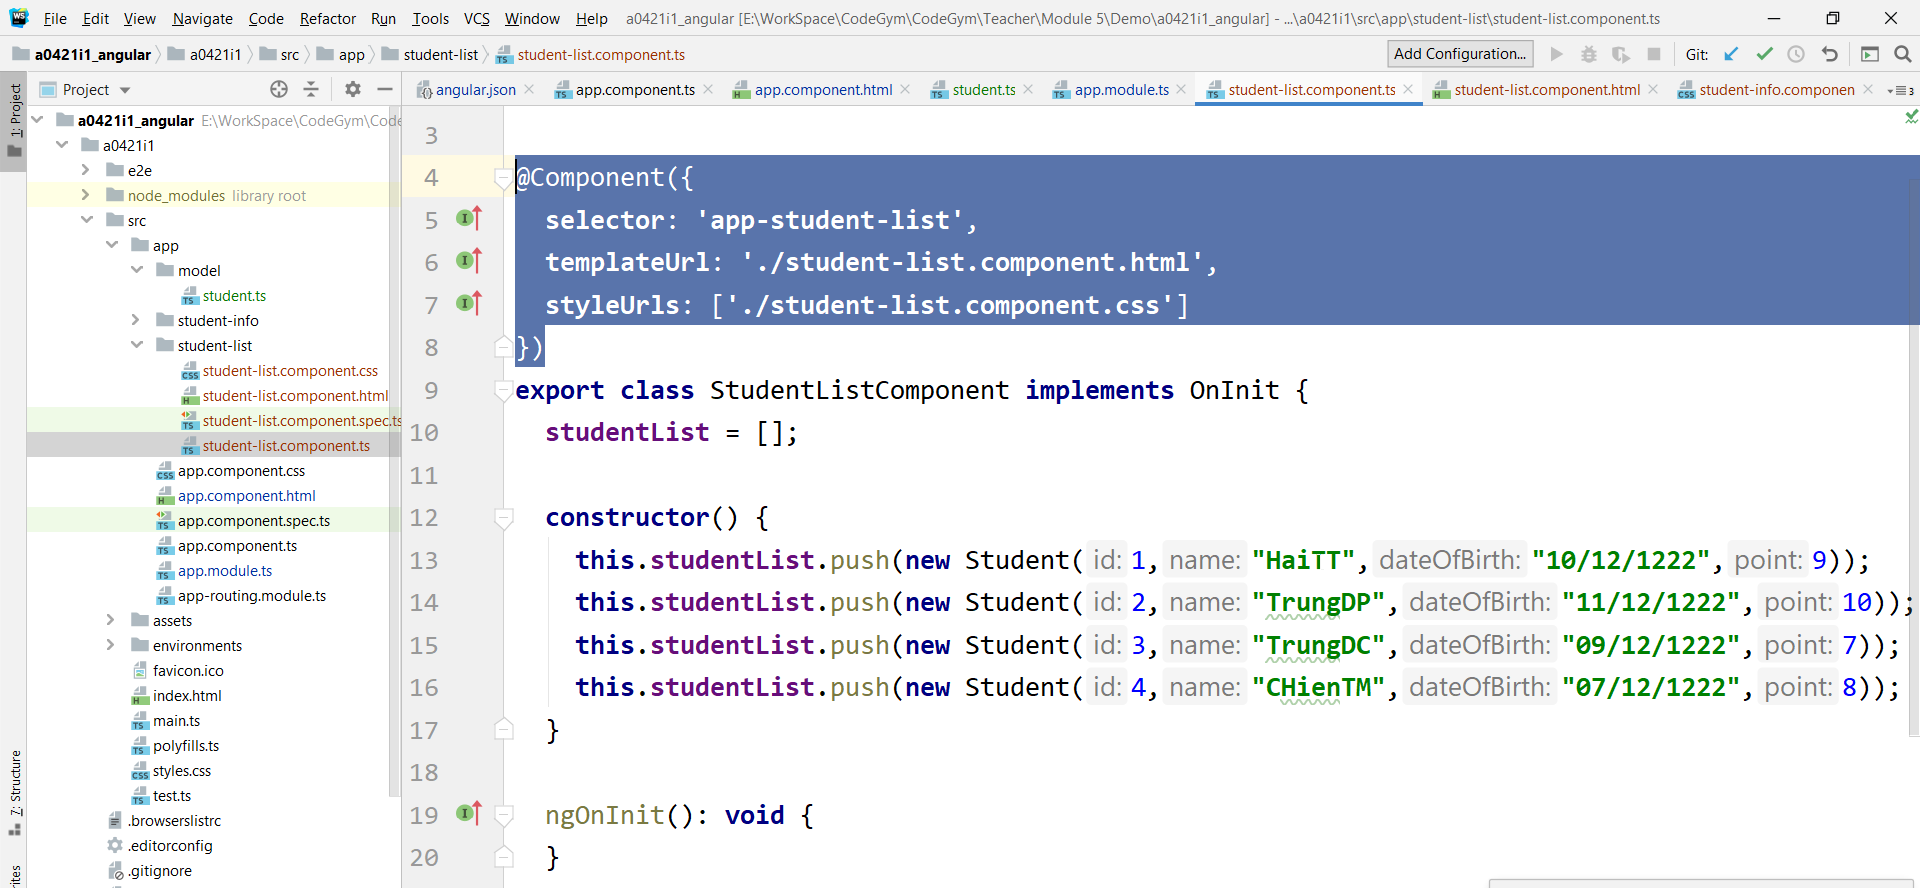 File Edit View Navigate Code Refactor Run Tools VCS Window Help a0421i1_angular [E:\WorkSpace\CodeGym\CodeGym\Teacher\Module 5\Demo\a0421i1_angular] - ...\a0421i1\src\app\student-list\student-list.component.ts
a0421i1_angular a0421i1 src app student-list student-list.component.ts Add Configuration... Git:
Project angular.json app.component.ts app.component.html student.ts app.module.ts student-list.component.ts student-list.component.html student-info.componen 3
1: Project
7: Structure
a0421i1_angular E:\WorkSpace\CodeGym\Code
a0421i1
e2e
node_modules library root
src
app
model
student.ts
student-info
student-list
student-list.component.css
student-list.component.html
student-list.component.spec.ts
student-list.component.ts
app.component.css
app.component.html
app.component.spec.ts
app.component.ts
app.module.ts
app-routing.module.ts
assets
environments
favicon.ico
index.html
main.ts
polyfills.ts
styles.css
test.ts
.browserslistrc
.editorconfig
.gitignore
3
4 @Component({
5 selector: 'app-student-list',
6 templateUrl: './student-list.component.html',
7 styleUrls: ['./student-list.component.css']
8 })
9 export class StudentListComponent implements OnInit {
10 studentList = [];
11
12 constructor() {
13 this.studentList.push(new Student( id: 1, name: "HaiTT", dateOfBirth: "10/12/1222", point: 9));
14 this.studentList.push(new Student( id: 2, name: "TrungDP", dateOfBirth: "11/12/1222", point: 10));
15 this.studentList.push(new Student( id: 3, name: "TrungDC", dateOfBirth: "09/12/1222", point: 7));
16 this.studentList.push(new Student( id: 4, name: "CHienTM", dateOfBirth: "07/12/1222", point: 8));
17 }
18
19 ngOnInit(): void {
20 }